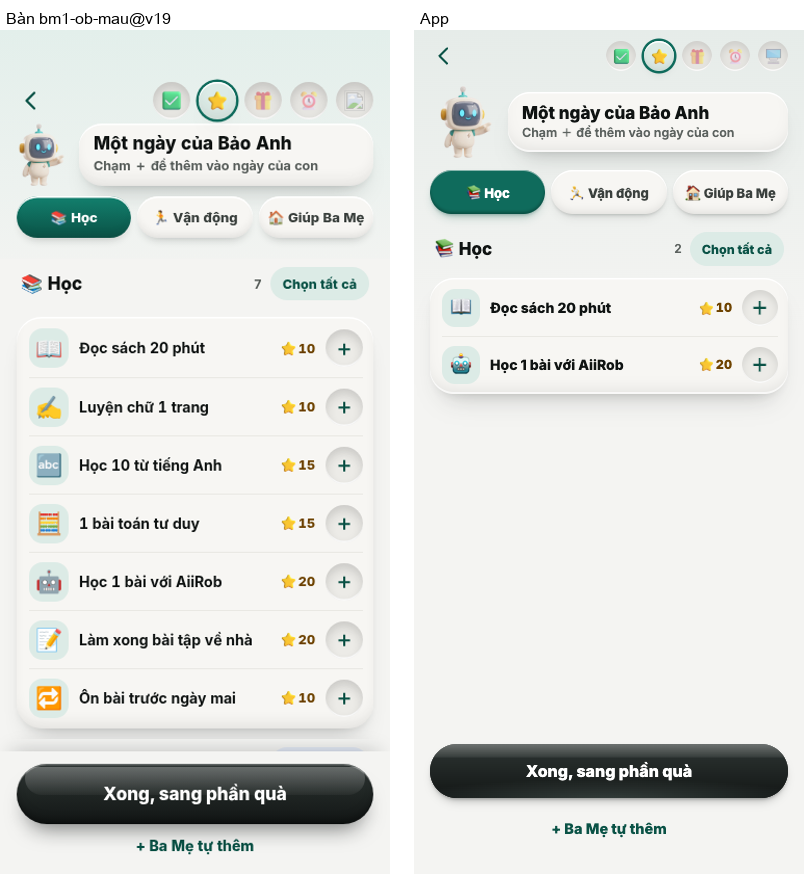 Bản bm1-ob-mau@v19
Một ngày của Bảo Anh
Chạm + để thêm vào ngày của con
Học
Vận động
Giúp Ba Mẹ
Học
7
Chọn tất cả
Đọc sách 20 phút
10
Luyện chữ 1 trang
10
abc
Học 10 từ tiếng Anh
15
1 bài toán tư duy
15
Học 1 bài với AiiRob
20
Làm xong bài tập về nhà
20
Ôn bài trước ngày mai
10
Xong, sang phần quà
+ Ba Mẹ tự thêm
App
Một ngày của Bảo Anh
Chạm + để thêm vào ngày của con
Học
Vận động
Giúp Ba Mẹ
Học
2
Chọn tất cả
Đọc sách 20 phút
10
Học 1 bài với AiiRob
20
Xong, sang phần quà
+ Ba Mẹ tự thêm